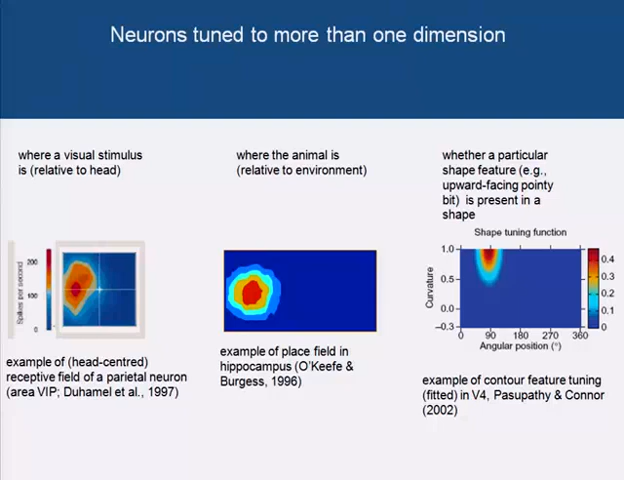 Neurons tuned to more than one dimension
where a visual stimulus
is (relative to head)
where the animal is
(relative to environment)
whether a particular
shape feature (e.g.,
upward-facing pointy
bit)  is present in a
shape
200
100
0
Spikes per second
Shape tuning function
1.0
0.5
0.0
–0.3
Curvature
0
90
180
270
360
Angular position (°)
0.4
0.3
0.2
0.1
0
example of (head-centred)
receptive field of a parietal neuron
(area VIP; Duhamel et al., 1997)
example of place field in
hippocampus (O'Keefe &
Burgess, 1996)
example of contour feature tuning
(fitted) in V4, Pasupathy & Connor
(2002)